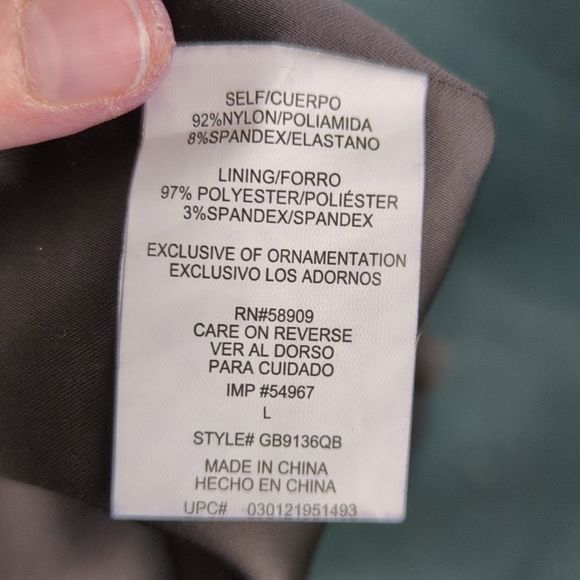 SELF/CUERPO
92%NYLON/POLIAMIDA
8%SPANDEX/ELASTANO
LINING/FORRO
97% POLYESTER/POLIÉSTER
3%SPANDEX/SPANDEX
EXCLUSIVE OF ORNAMENTATION
EXCLUSIVO LOS ADORNOS
RN#58909
CARE ON REVERSE
VER AL DORSO
PARA CUIDADO
IMP #54967
L
STYLE# GB9136QB
MADE IN CHINA
HECHO EN CHINA
UPC# 030121951493